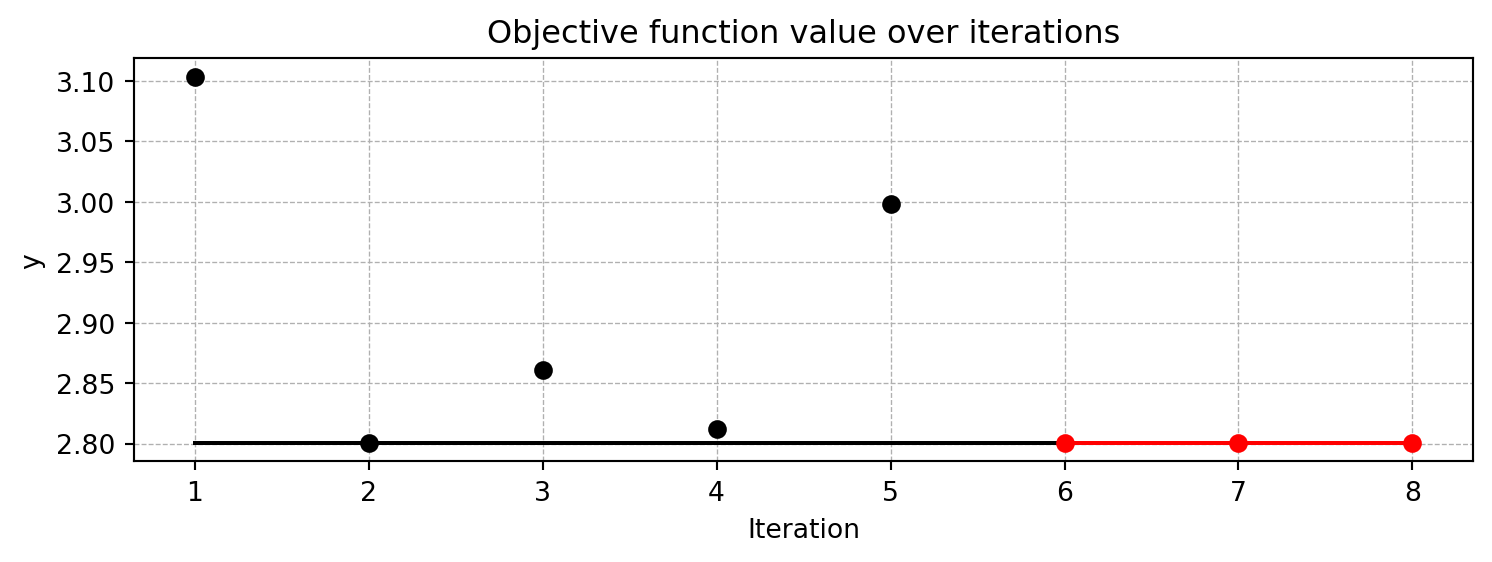 Objective function value over iterations
3.10
3.05
3.00
2.95
2.90
2.85
2.80
y
1 2 3 4 5 6 7 8
Iteration